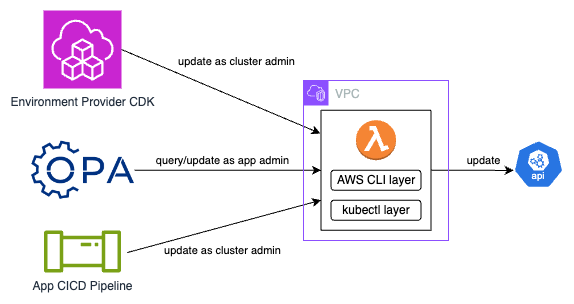 update as cluster admin
Environment Provider CDK
VPC
OPA
query/update as app admin
AWS CLI layer
kubectl layer
update
api
update as cluster admin
App CICD Pipeline